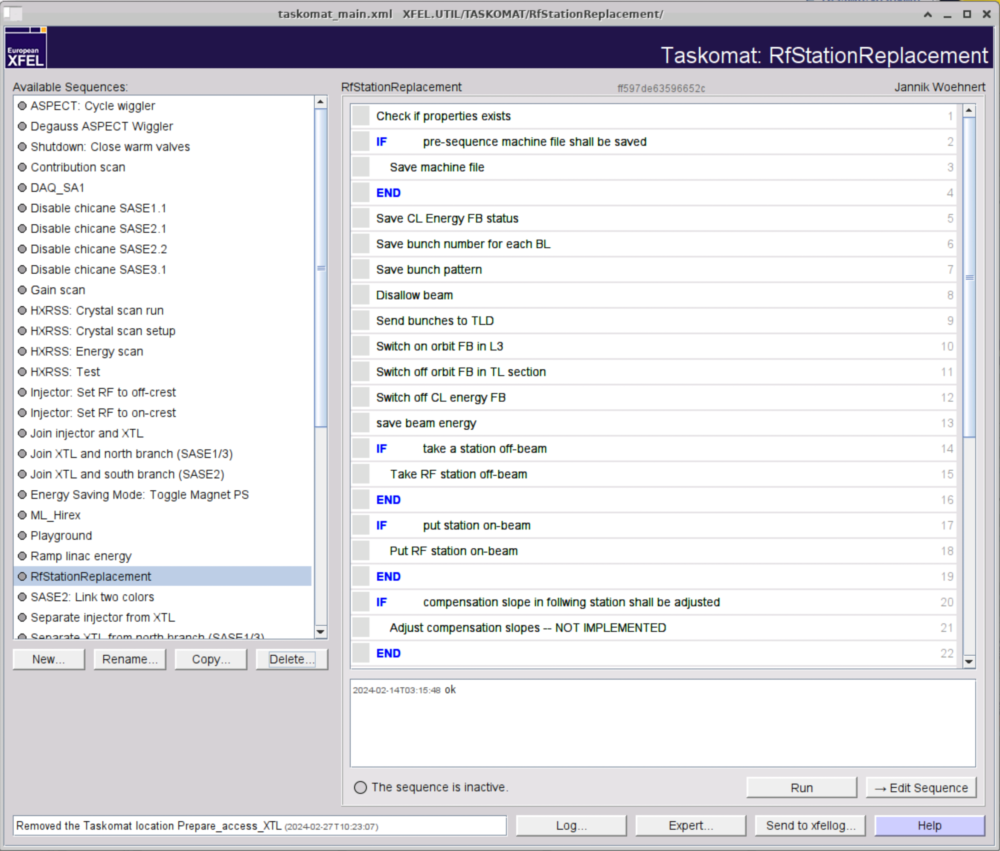 taskomat_main.xml XFEL.UTIL/TASKOMAT/RfStationReplacement/
European
XFEL
Taskomat: RfStationReplacement
Available Sequences:
ASPECT: Cycle wiggler
Degauss ASPECT Wiggler
Shutdown: Close warm valves
Contribution scan
DAQ_SA1
Disable chicane SASE1.1
Disable chicane SASE2.1
Disable chicane SASE2.2
Disable chicane SASE3.1
Gain scan
HXRSS: Crystal scan run
HXRSS: Crystal scan setup
HXRSS: Energy scan
HXRSS: Test
Injector: Set RF to off-crest
Injector: Set RF to on-crest
Join injector and XTL
Join XTL and north branch (SASE1/3)
Join XTL and south branch (SASE2)
Energy Saving Mode: Toggle Magnet PS
ML_Hirex
Playground
Ramp linac energy
RfStationReplacement
SASE2: Link two colors
Separate injector from XTL
Separate XTL from north branch (SASE1/3)
New... Rename... Copy... Delete...
RfStationReplacement ff597de63596652c Jannik Woehnert
Check if properties exists 1
IF pre-sequence machine file shall be saved 2
Save machine file 3
END 4
Save CL Energy FB status 5
Save bunch number for each BL 6
Save bunch pattern 7
Disallow beam 8
Send bunches to TLD 9
Switch on orbit FB in L3 10
Switch off orbit FB in TL section 11
Switch off CL energy FB 12
save beam energy 13
IF take a station off-beam 14
Take RF station off-beam 15
END 16
IF put station on-beam 17
Put RF station on-beam 18
END 19
IF compensation slope in follwing station shall be adjusted 20
Adjust compensation slopes -- NOT IMPLEMENTED 21
END 22
2024-02-14T03:15:48 ok
The sequence is inactive. Run → Edit Sequence
Removed the Taskomat location Prepare_access_XTL (2024-02-27T10:23:07) Log... Expert... Send to xfellog... Help